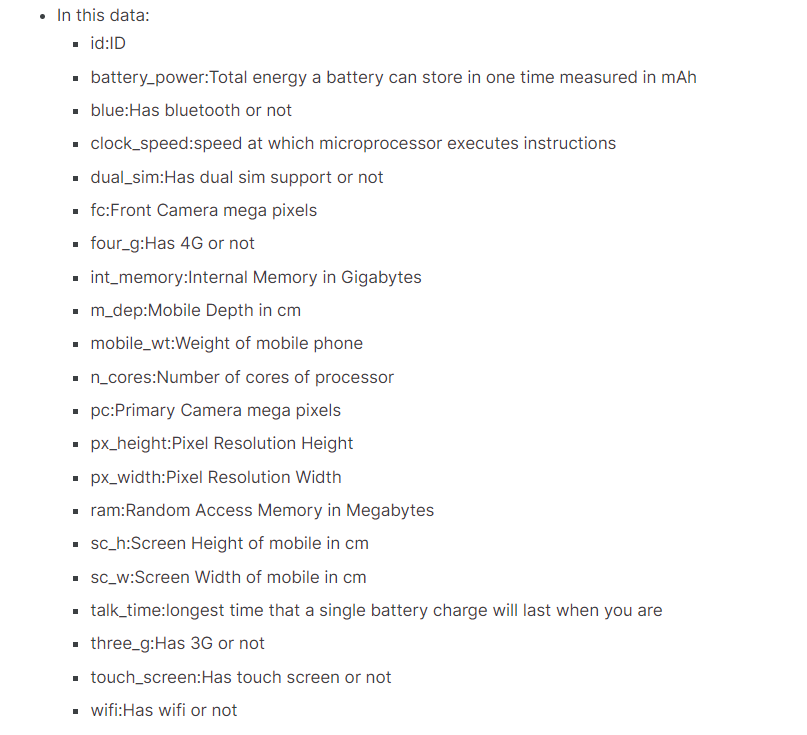 In this data:
id:ID
battery_power:Total energy a battery can store in one time measured in mAh
blue:Has bluetooth or not
clock_speed:speed at which microprocessor executes instructions
dual_sim:Has dual sim support or not
fc:Front Camera mega pixels
four_g:Has 4G or not
int_memory:Internal Memory in Gigabytes
m_dep:Mobile Depth in cm
mobile_wt:Weight of mobile phone
n_cores:Number of cores of processor
pc:Primary Camera mega pixels
px_height:Pixel Resolution Height
px_width:Pixel Resolution Width
ram:Random Access Memory in Megabytes
sc_h:Screen Height of mobile in cm
sc_w:Screen Width of mobile in cm
talk_time:longest time that a single battery charge will last when you are
three_g:Has 3G or not
touch_screen:Has touch screen or not
wifi:Has wifi or not